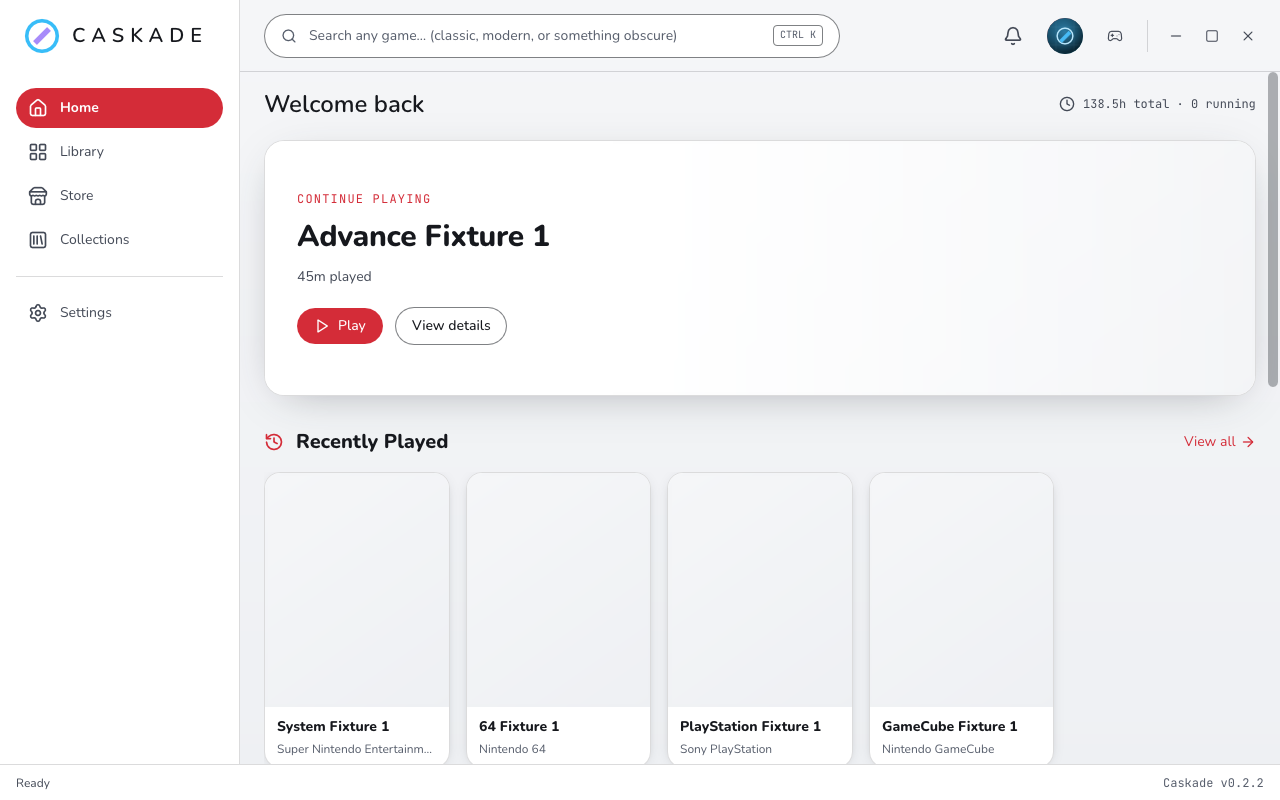 CASKADE
Search any game... (classic, modern, or something obscure)
CTRL K
Home
Library
Store
Collections
Settings
Welcome back
138.5h total · 0 running
CONTINUE PLAYING
Advance Fixture 1
45m played
Play
View details
Recently Played
View all
System Fixture 1
Super Nintendo Entertainm...
64 Fixture 1
Nintendo 64
PlayStation Fixture 1
Sony PlayStation
GameCube Fixture 1
Nintendo GameCube
Ready
Caskade v0.2.2